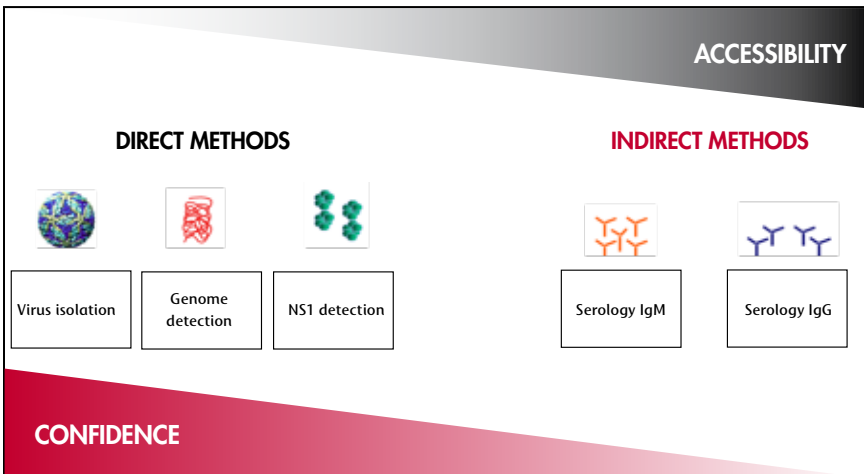 ACCESSIBILITY
DIRECT METHODS
INDIRECT METHODS
Virus isolation
Genome
detection
NS1 detection
Serology IgM
Serology IgG
CONFIDENCE